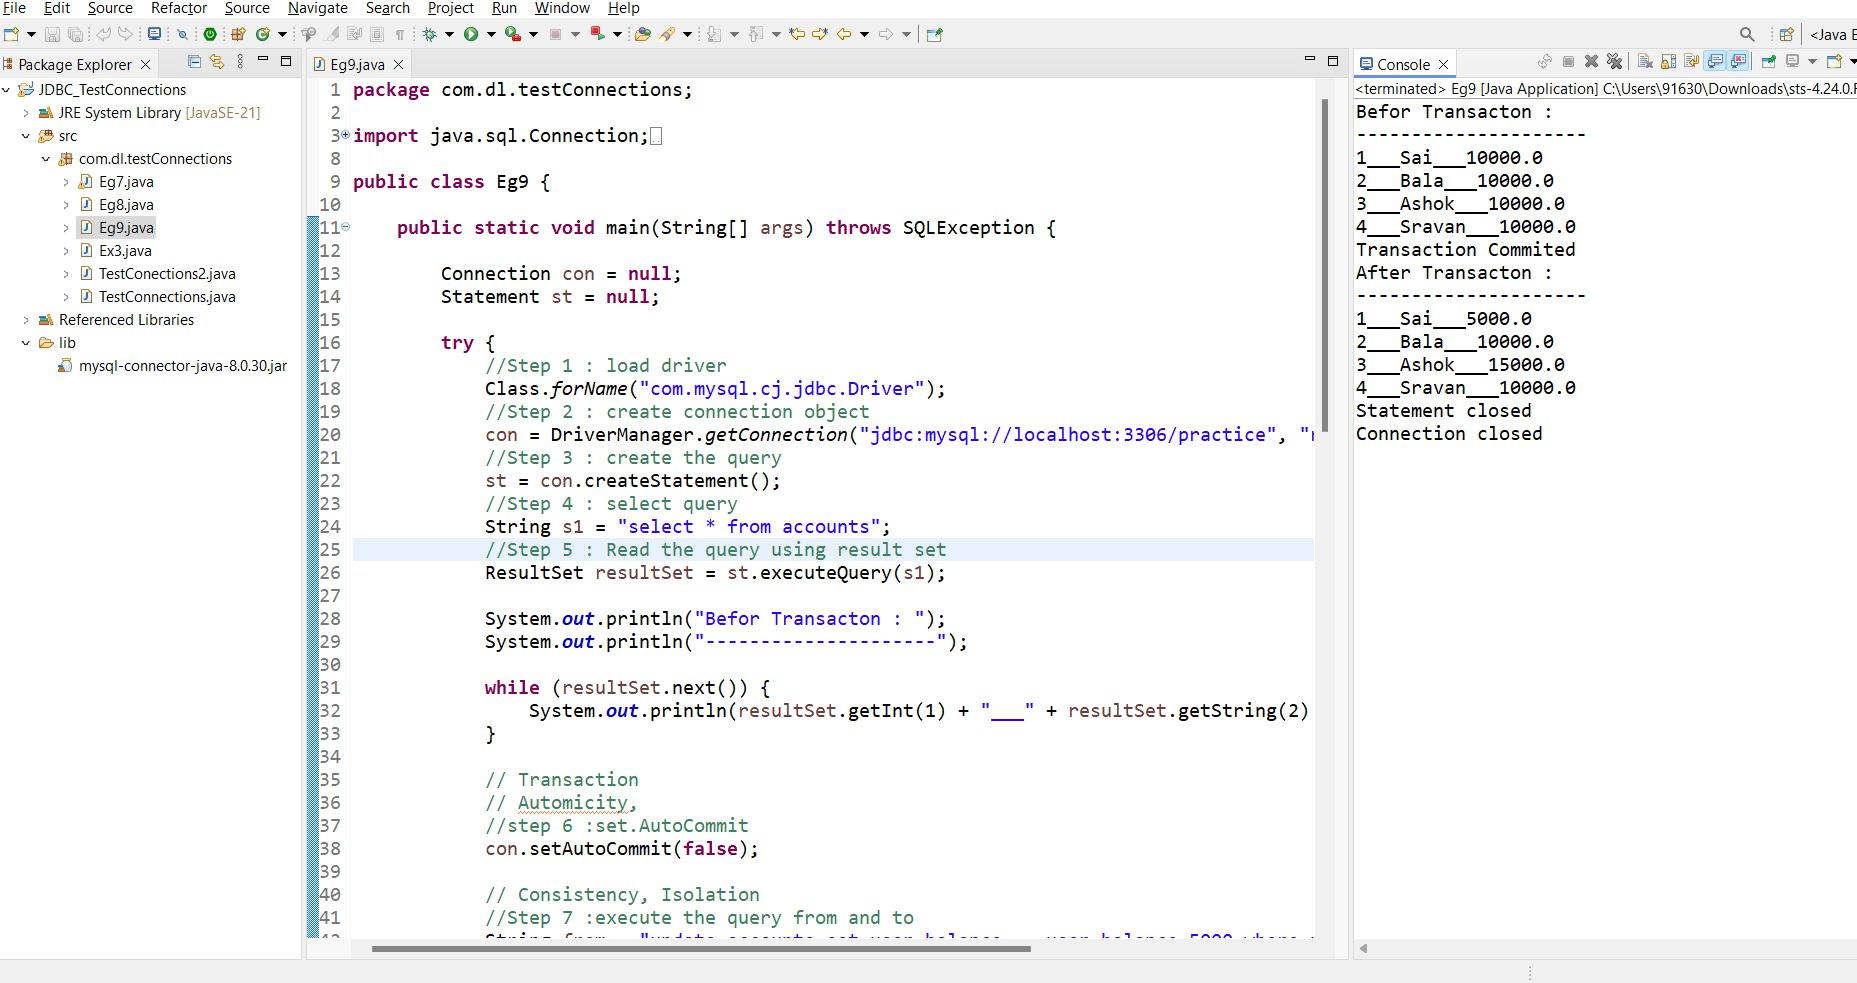 File Edit Source Refactor Source Navigate Search Project Run Window Help
<Java E
Package Explorer
JDBC_TestConnections
JRE System Library [JavaSE-21]
src
com.dl.testConnections
Eg7.java
Eg8.java
Eg9.java
Ex3.java
TestConections2.java
TestConnections.java
Referenced Libraries
lib
mysql-connector-java-8.0.30.jar
Eg9.java
1 package com.dl.testConnections;
2
3 import java.sql.Connection;
8
9 public class Eg9 {
10
11 public static void main(String[] args) throws SQLException {
12
13 Connection con = null;
14 Statement st = null;
15
16 try {
17 //Step 1 : load driver
18 Class.forName("com.mysql.cj.jdbc.Driver");
19 //Step 2 : create connection object
20 con = DriverManager.getConnection("jdbc:mysql://localhost:3306/practice", "
21 //Step 3 : create the query
22 st = con.createStatement();
23 //Step 4 : select query
24 String s1 = "select * from accounts";
25 //Step 5 : Read the query using result set
26 ResultSet resultSet = st.executeQuery(s1);
27
28 System.out.println("Befor Transacton : ");
29 System.out.println("---------------------");
30
31 while (resultSet.next()) {
32 System.out.println(resultSet.getInt(1) + "___" + resultSet.getString(2)
33 }
34
35 // Transaction
36 // Automicity,
37 //step 6 :set.AutoCommit
38 con.setAutoCommit(false);
39
40 // Consistency, Isolation
41 //Step 7 :execute the query from and to
Console
<terminated> Eg9 [Java Application] C:\Users\91630\Downloads\sts-4.24.0.
Befor Transacton :
---------------------
1___Sai___10000.0
2___Bala___10000.0
3___Ashok___10000.0
4___Sravan___10000.0
Transaction Commited
After Transacton :
---------------------
1___Sai___5000.0
2___Bala___10000.0
3___Ashok___15000.0
4___Sravan___10000.0
Statement closed
Connection closed